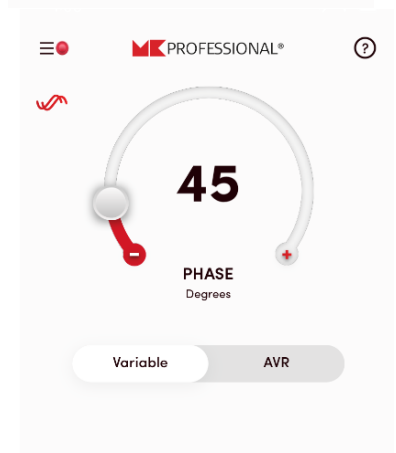 MK PROFESSIONAL®
?
45
-
+
PHASE
Degrees
Variable AVR